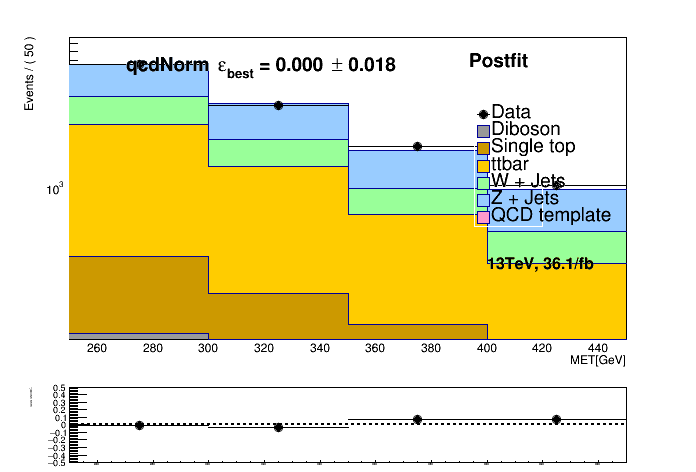 Events / ( 50 )
qcdNorm ε_best = 0.000 ± 0.018
Postfit
Data
Diboson
Single top
ttbar
W + Jets
Z + Jets
QCD template
13TeV, 36.1/fb
10³
260 280 300 320 340 360 380 400 420 440
MET[GeV]
0.5
0.4
0.3
0.2
0.1
0
−0.1
−0.2
−0.3
−0.4
−0.5